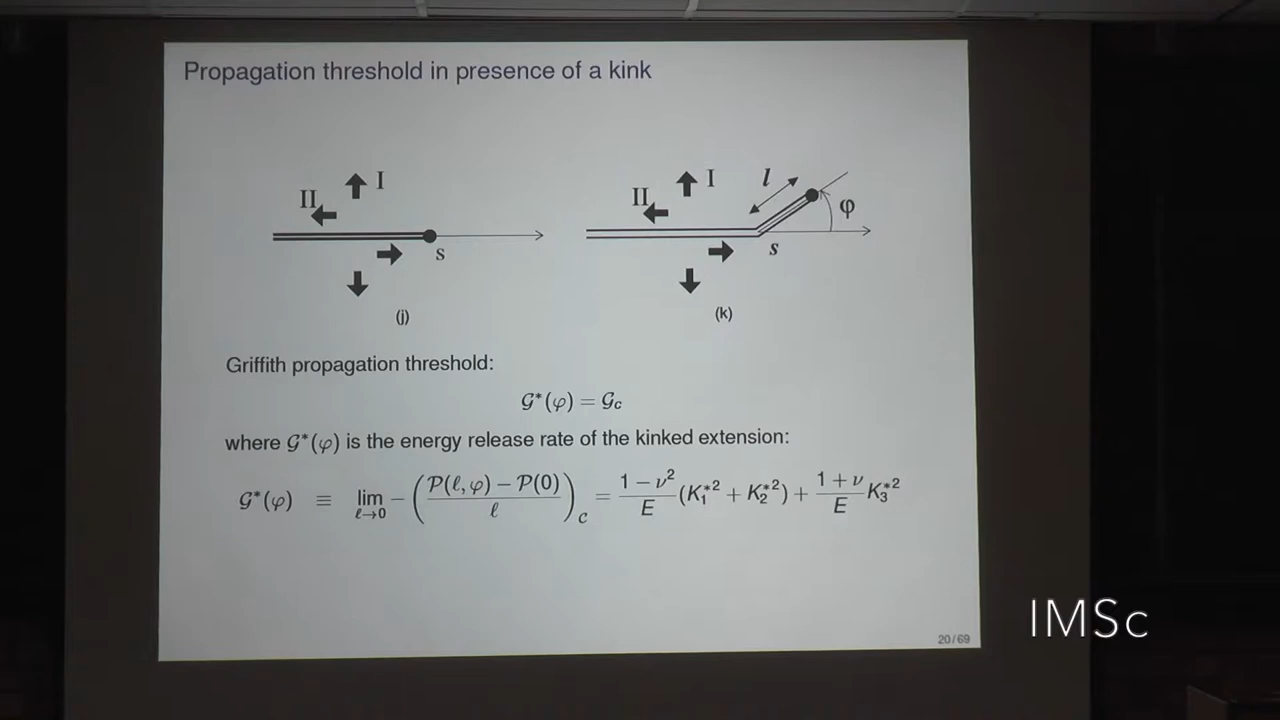 Propagation threshold in presence of a kink
I
II
s
(j)
I
II
l
φ
s
(k)
Griffith propagation threshold:
𝒢*(φ) = 𝒢c
where 𝒢*(φ) is the energy release rate of the kinked extension:
𝒢*(φ) ≡ lim ℓ→0 − (𝒫(ℓ, φ) − 𝒫(0) / ℓ)𝒞 = 1 − ν² / E (K₁*² + K₂*²) + 1 + ν / E K₃*²
20/69
IMSc